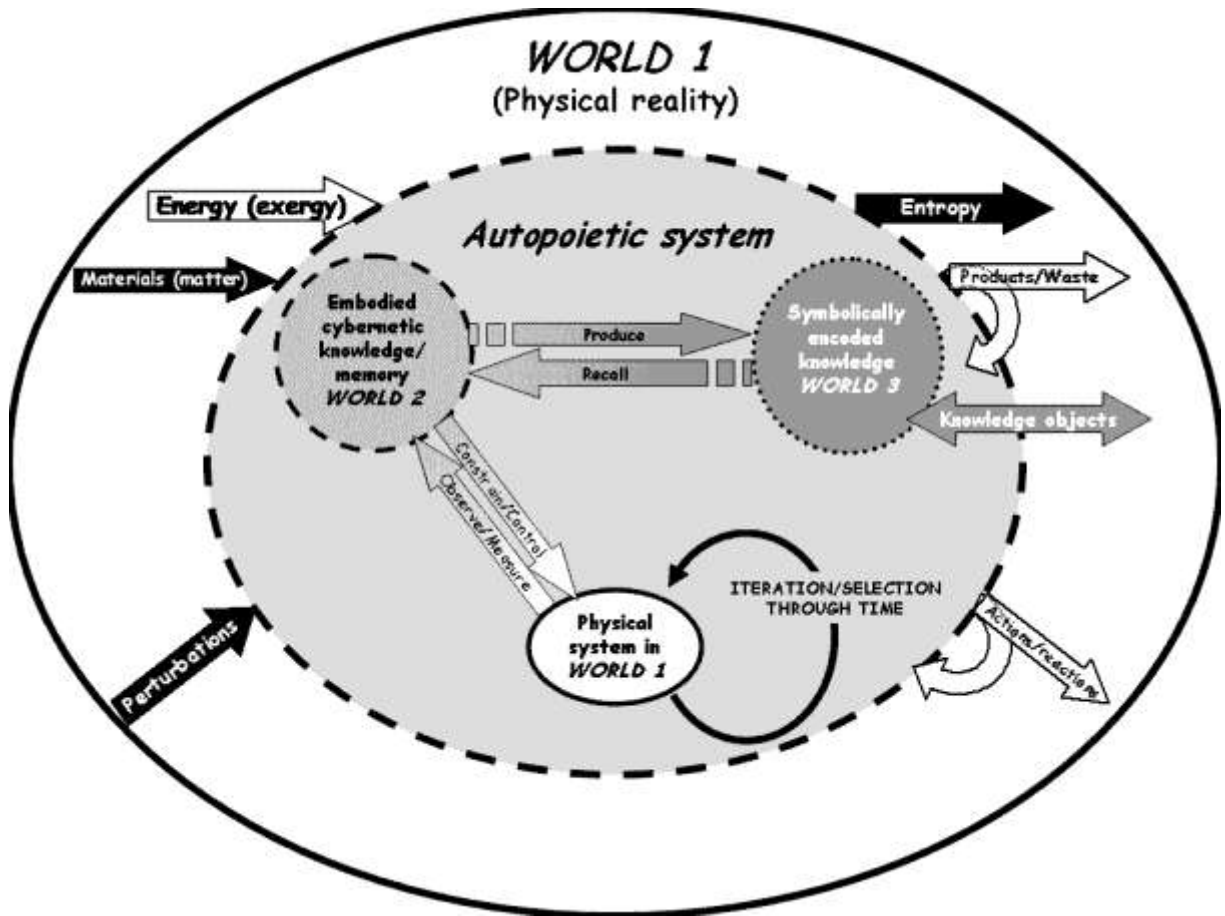 WORLD 1
(Physical reality)
Energy (exergy)
Entropy
Autopoietic system
Materials (matter)
Products/Waste
Embodied
cybernetic
knowledge/
memory
WORLD 2
Produce
Recall
Symbolically
encoded
knowledge
WORLD 3
Knowledge objects
Constrain/Control
Observe/Measure
ITERATION/SELECTION
THROUGH TIME
Physical
system in
WORLD 1
Perturbations
Actions/reactions